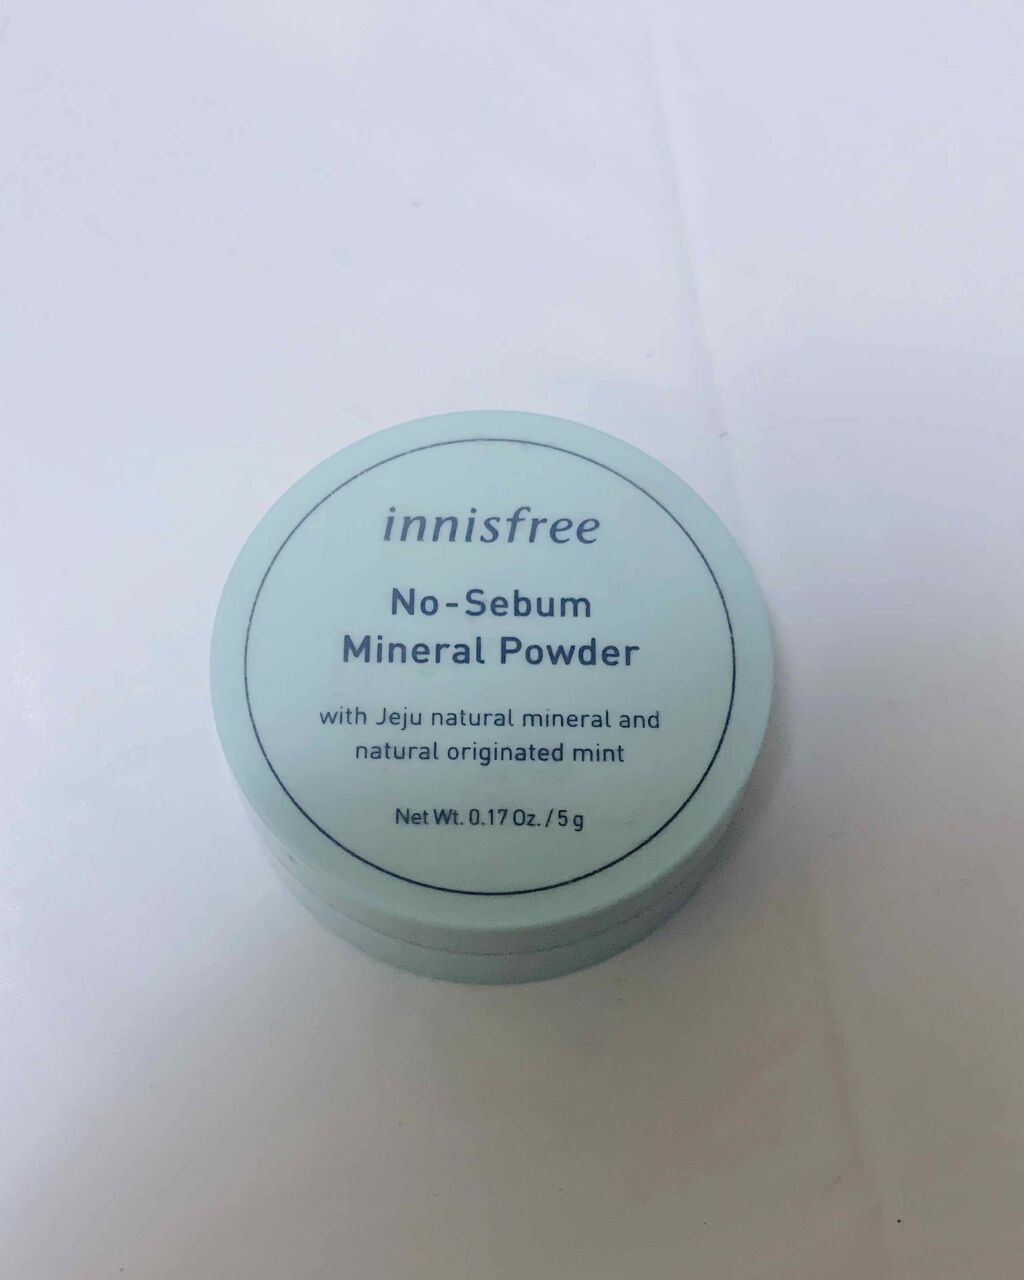 innisfree
No-Sebum
Mineral Powder
with Jeju natural mineral and
natural originated mint
Net Wt. 0.17 Oz. / 5 g